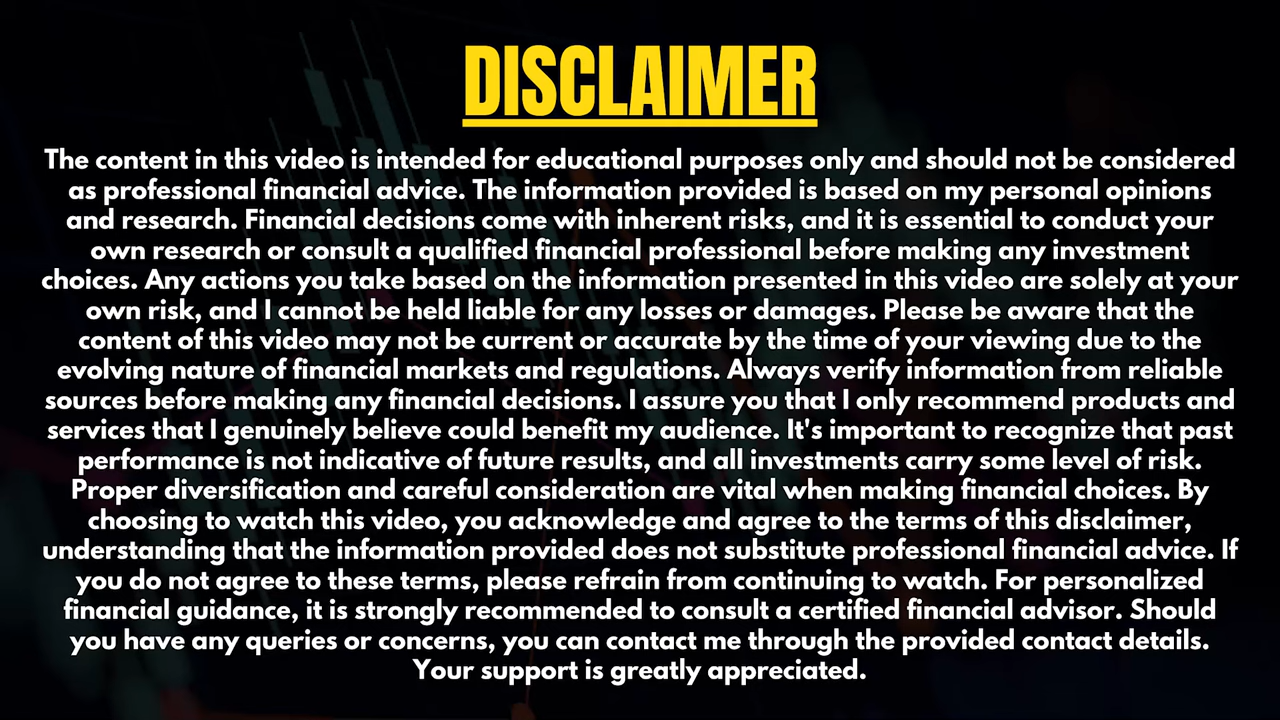 DISCLAIMER
The content in this video is intended for educational purposes only and should not be considered
as professional financial advice. The information provided is based on my personal opinions
and research. Financial decisions come with inherent risks, and it is essential to conduct your
own research or consult a qualified financial professional before making any investment
choices. Any actions you take based on the information presented in this video are solely at your
own risk, and I cannot be held liable for any losses or damages. Please be aware that the
content of this video may not be current or accurate by the time of your viewing due to the
evolving nature of financial markets and regulations. Always verify information from reliable
sources before making any financial decisions. I assure you that I only recommend products and
services that I genuinely believe could benefit my audience. It's important to recognize that past
performance is not indicative of future results, and all investments carry some level of risk.
Proper diversification and careful consideration are vital when making financial choices. By
choosing to watch this video, you acknowledge and agree to the terms of this disclaimer,
understanding that the information provided does not substitute professional financial advice. If
you do not agree to these terms, please refrain from continuing to watch. For personalized
financial guidance, it is strongly recommended to consult a certified financial advisor. Should
you have any queries or concerns, you can contact me through the provided contact details.
Your support is greatly appreciated.